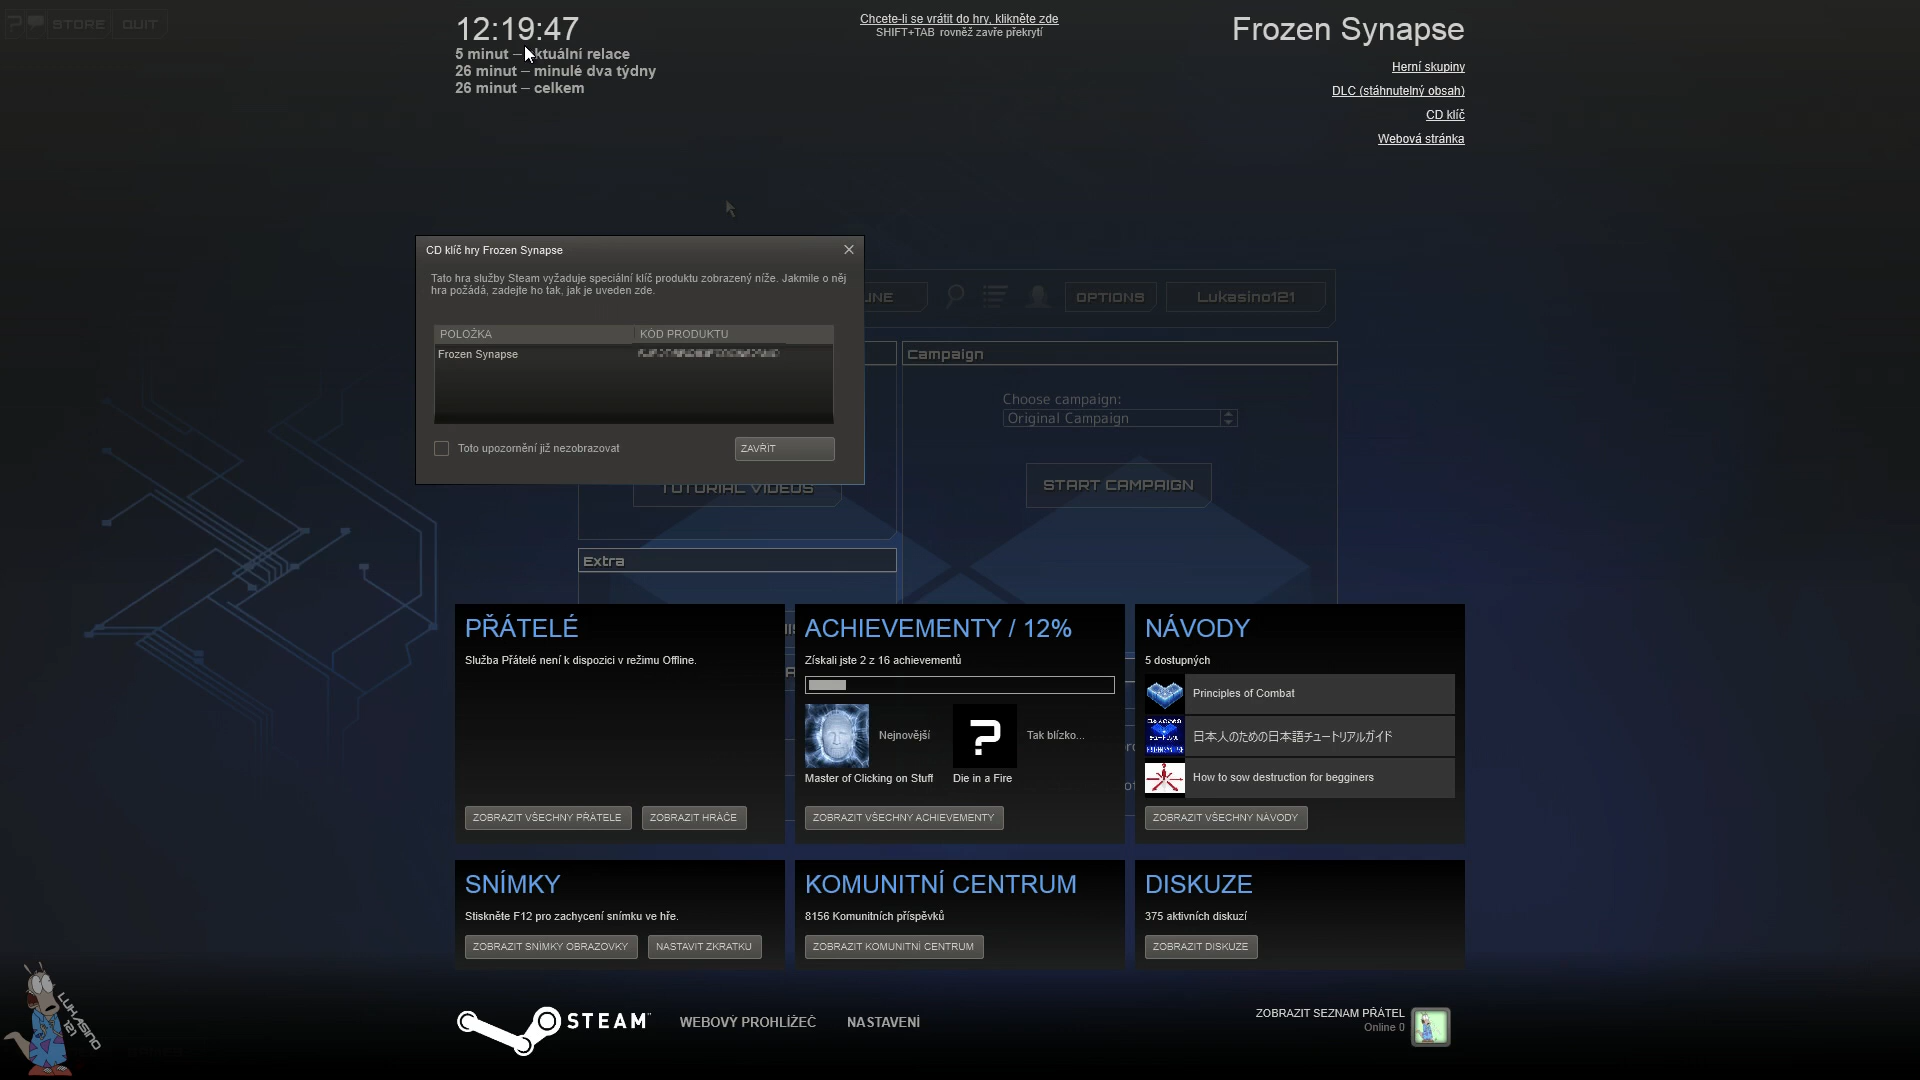 STORE QUIT
12:19:47
5 minut – aktuální relace
26 minut – minulé dva týdny
26 minut – celkem
Chcete-li se vrátit do hry, klikněte zde
SHIFT+TAB rovněž zavře překrytí
Frozen Synapse
Herní skupiny
DLC (stáhnutelný obsah)
CD klíč
Webová stránka
CD klíč hry Frozen Synapse
Tato hra služby Steam vyžaduje speciální klíč produktu zobrazený níže. Jakmile o něj
hra požádá, zadejte ho tak, jak je uveden zde.
POLOŽKA KÓD PRODUKTU
Frozen Synapse
Toto upozornění již nezobrazovat
ZAVŘÍT
OPTIONS Lukasino121
Campaign
Choose campaign:
Original Campaign
START CAMPAIGN
TUTORIAL VIDEOS
Extra
PŘÁTELÉ
Služba Přátelé není k dispozici v režimu Offline.
ZOBRAZIT VŠECHNY PŘÁTELE ZOBRAZIT HRÁČE
ACHIEVEMENTY / 12%
Získali jste 2 z 16 achievementů
Nejnovější
Master of Clicking on Stuff
Tak blízko...
Die in a Fire
ZOBRAZIT VŠECHNY ACHIEVEMENTY
NÁVODY
5 dostupných
Principles of Combat
日本人のための日本語チュートリアルガイド
How to sow destruction for begginers
ZOBRAZIT VŠECHNY NÁVODY
SNÍMKY
Stiskněte F12 pro zachycení snímku ve hře.
ZOBRAZIT SNÍMKY OBRAZOVKY NASTAVIT ZKRATKU
KOMUNITNÍ CENTRUM
8156 Komunitních příspěvků
ZOBRAZIT KOMUNITNÍ CENTRUM
DISKUZE
375 aktivních diskuzí
ZOBRAZIT DISKUZE
LUKASINO
121
STEAM
WEBOVÝ PROHLÍŽEČ NASTAVENÍ
ZOBRAZIT SEZNAM PŘÁTEL
Online 0